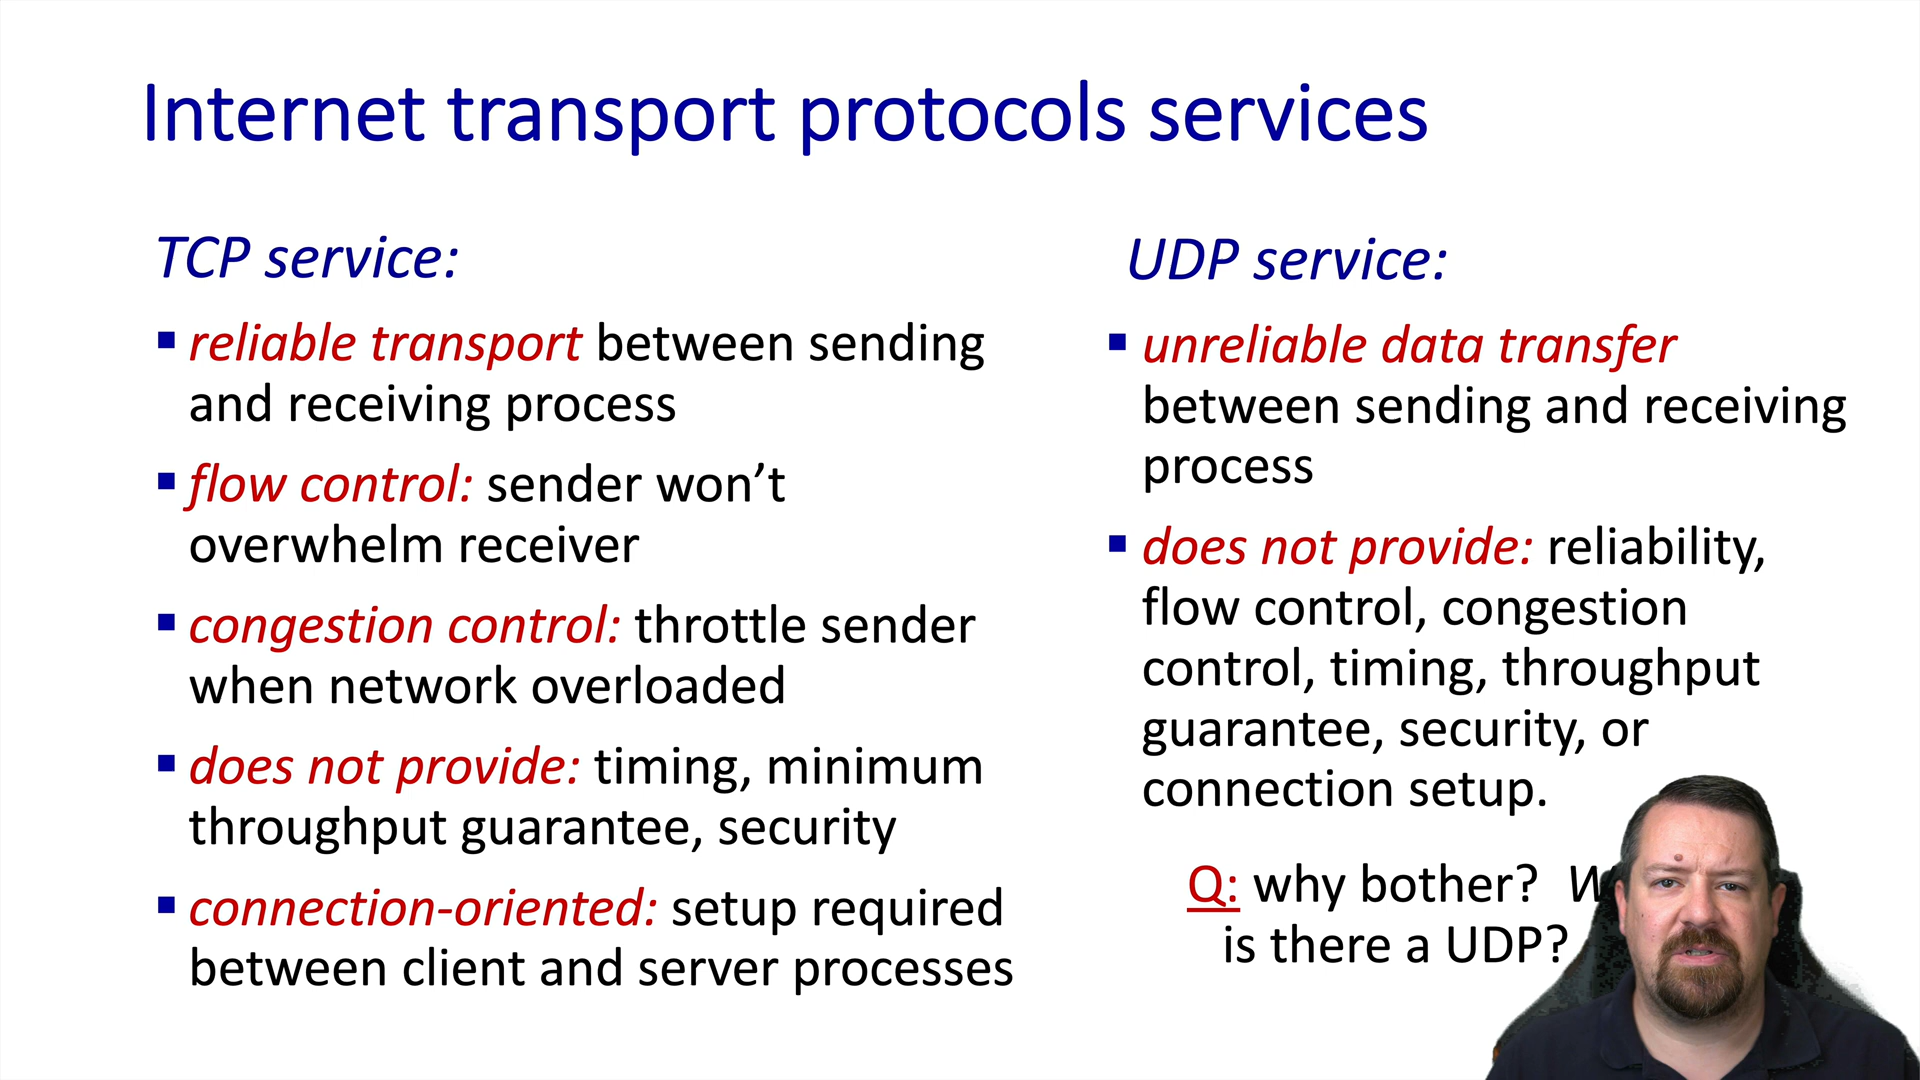 Internet transport protocols services
TCP service:
reliable transport between sending
and receiving process
flow control: sender won’t
overwhelm receiver
congestion control: throttle sender
when network overloaded
does not provide: timing, minimum
throughput guarantee, security
connection-oriented: setup required
between client and server processes
UDP service:
unreliable data transfer
between sending and receiving
process
does not provide: reliability,
flow control, congestion
control, timing, throughput
guarantee, security, or
connection setup.
Q: why bother?
is there a UDP?